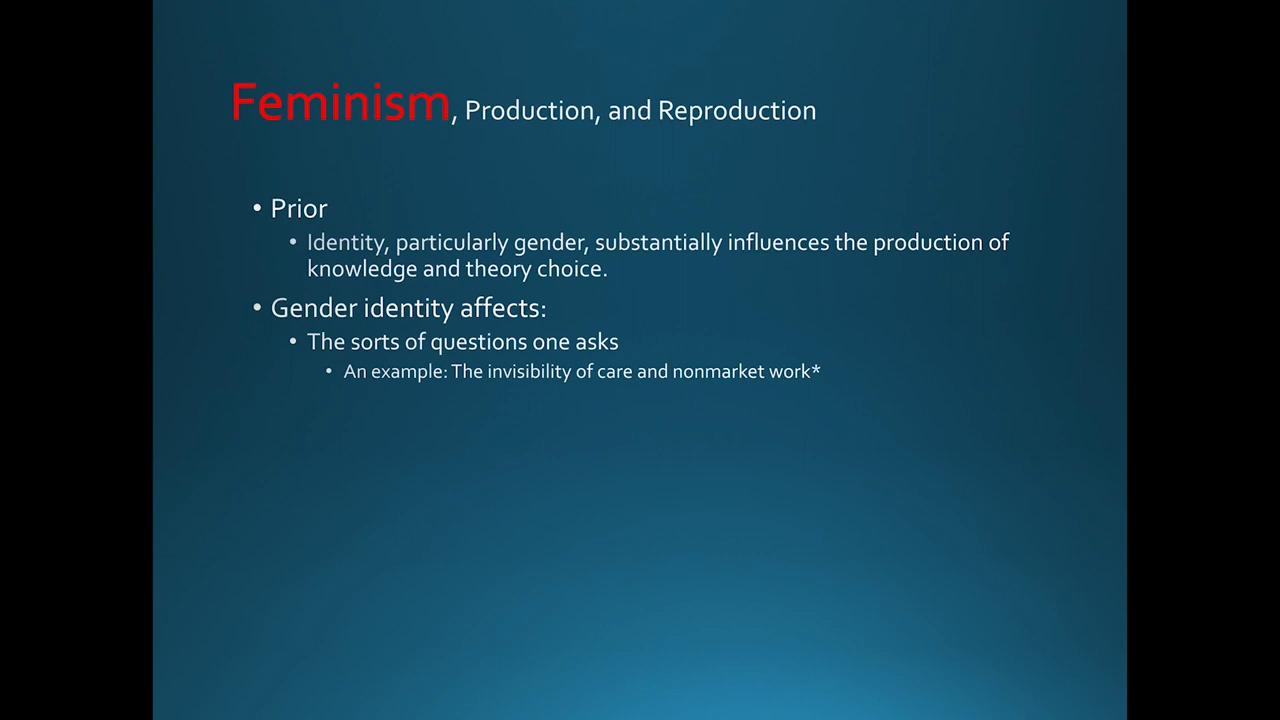 Feminism, Production, and Reproduction
• Prior
• Identity, particularly gender, substantially influences the production of
knowledge and theory choice.
• Gender identity affects:
• The sorts of questions one asks
• An example: The invisibility of care and nonmarket work*